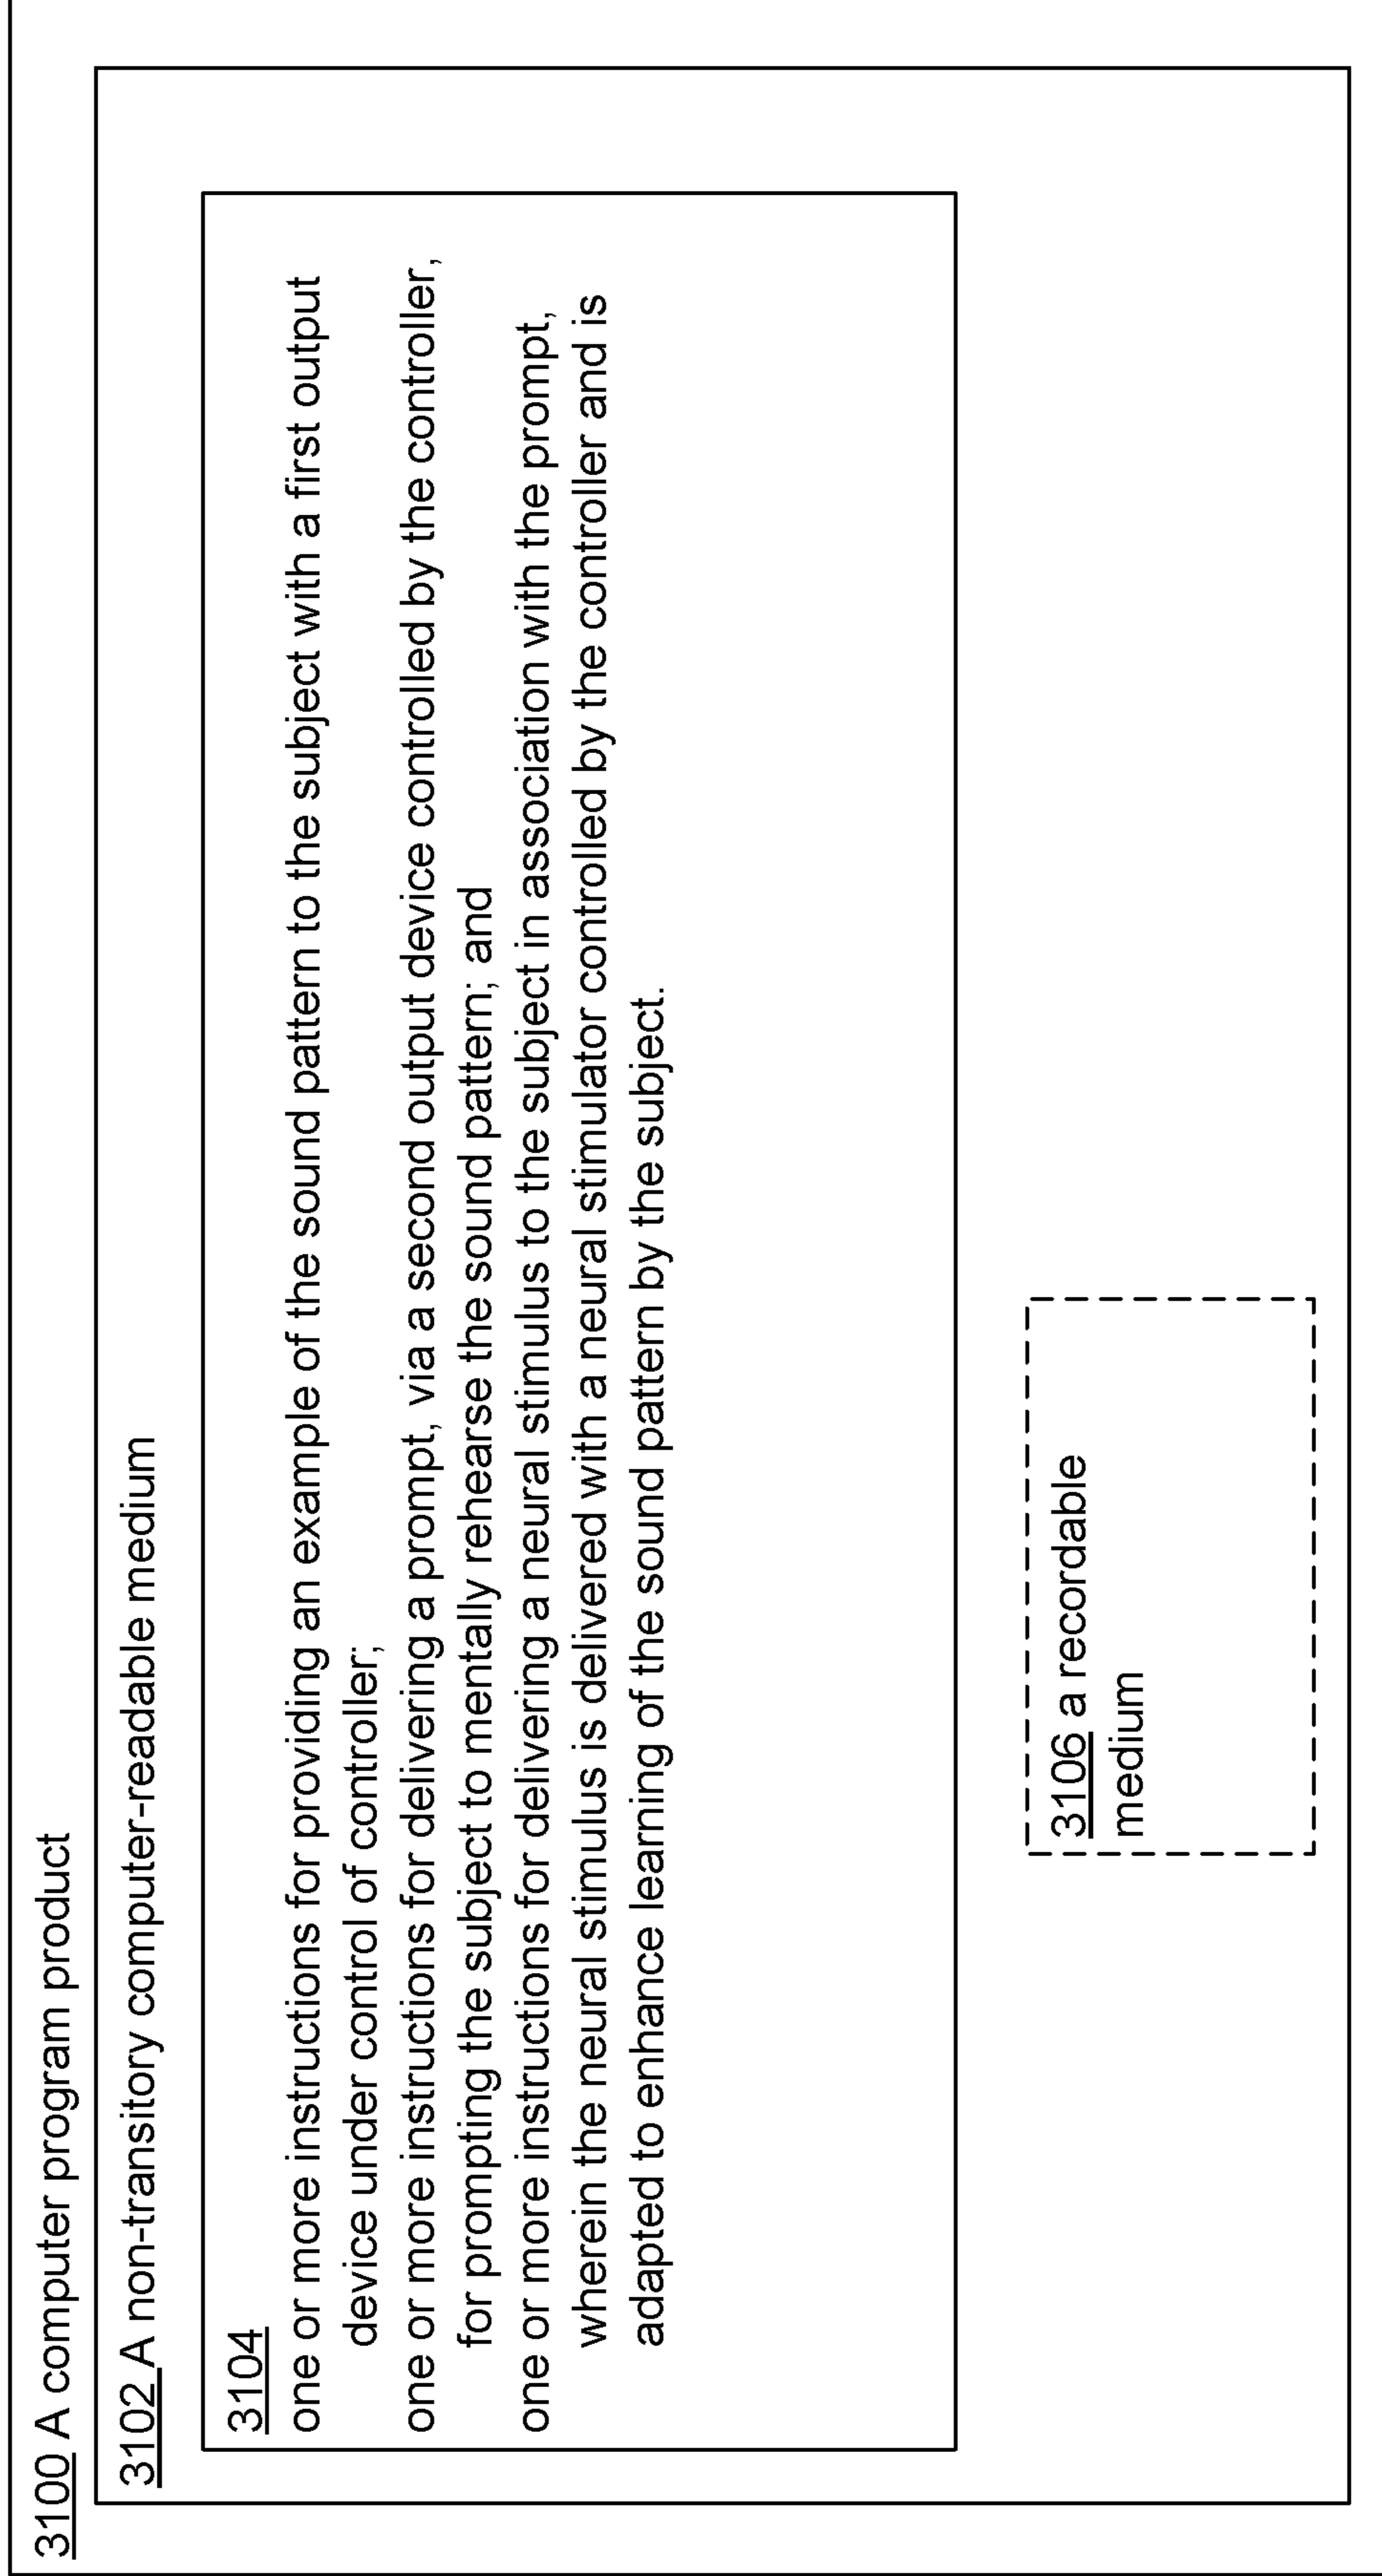 3100 A computer program product
3102 A non-transitory computer-readable medium
3104
one or more instructions for providing an example of the sound pattern to the subject with a first output
device under control of controller;
one or more instructions for delivering a prompt, via a second output device controlled by the controller,
for prompting the subject to mentally rehearse the sound pattern; and
one or more instructions for delivering a neural stimulus to the subject in association with the prompt,
wherein the neural stimulus is delivered with a neural stimulator controlled by the controller and is
adapted to enhance learning of the sound pattern by the subject.
3106 a recordable
medium